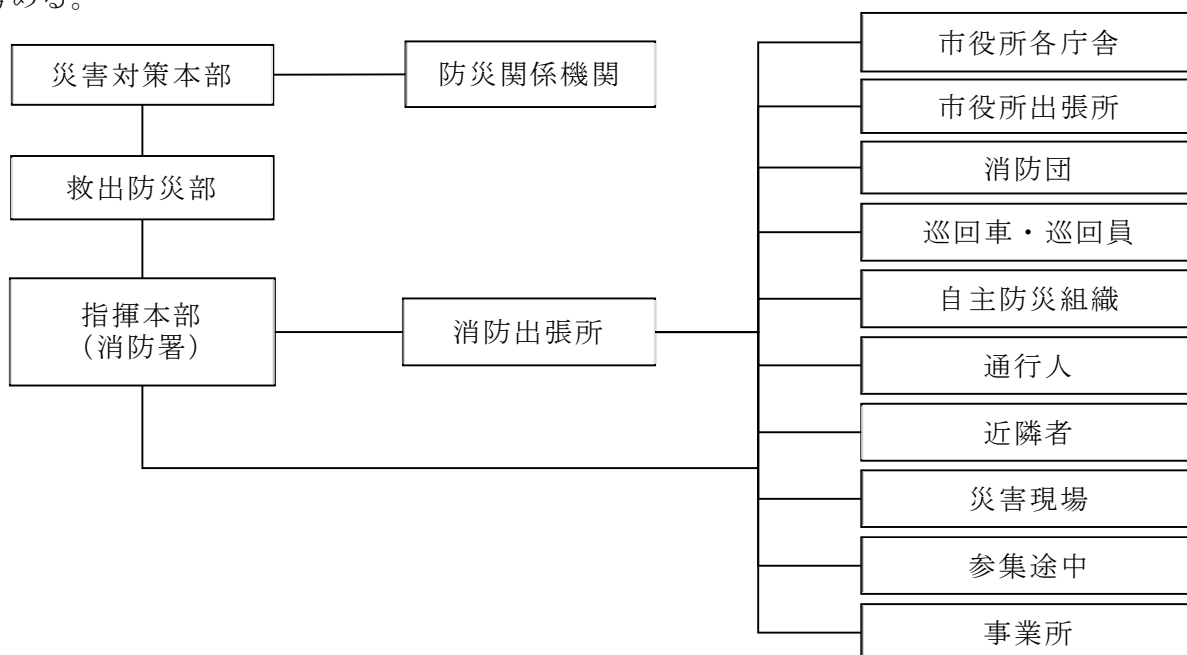 める。
災害対策本部
防災関係機関
救出防災部
指揮本部
(消防署)
消防出張所
市役所各庁舎
市役所出張所
消防団
巡回車・巡回員
自主防災組織
通行人
近隣者
災害現場
参集途中
事業所